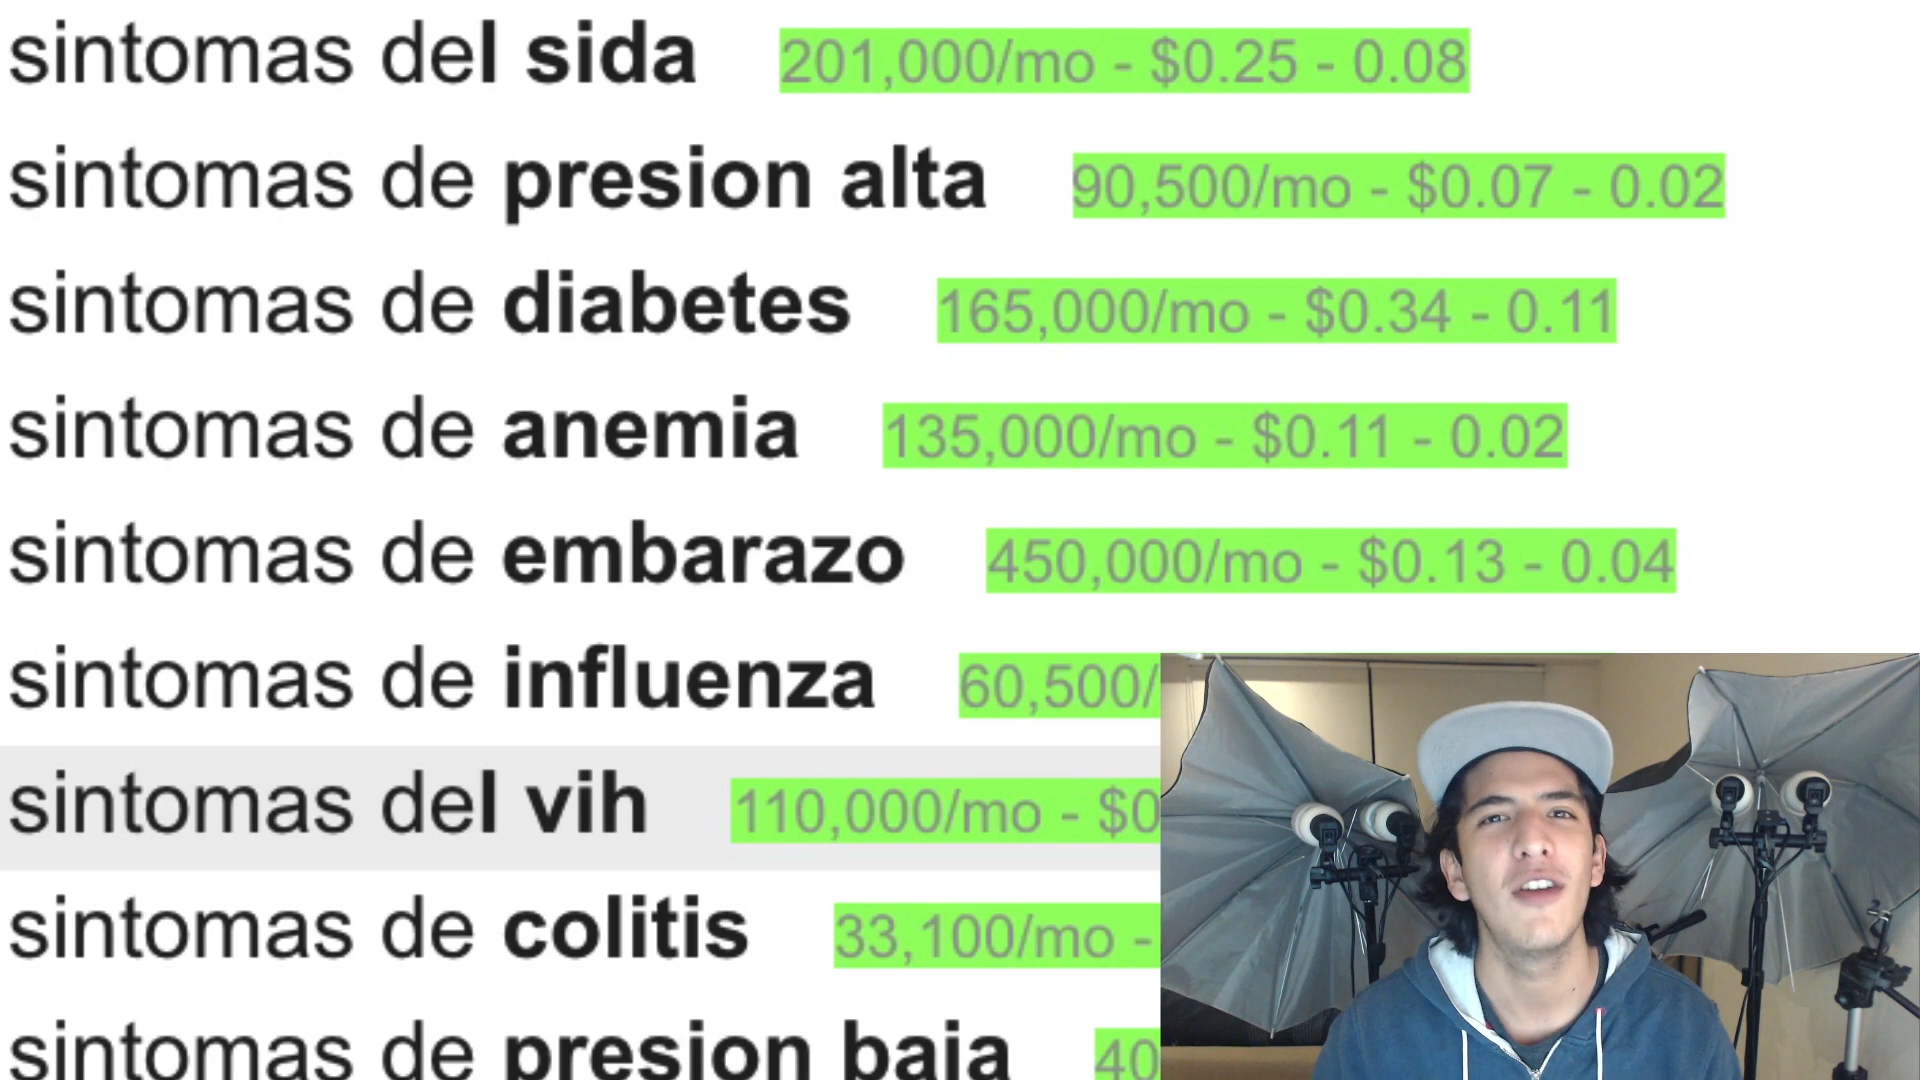 sintomas del sida 201,000/mo - $0.25 - 0.08
sintomas de presion alta 90,500/mo - $0.07 - 0.02
sintomas de diabetes 165,000/mo - $0.34 - 0.11
sintomas de anemia 135,000/mo - $0.11 - 0.02
sintomas de embarazo 450,000/mo - $0.13 - 0.04
sintomas de influenza 60,500/
sintomas del vih 110,000/mo - $0
sintomas de colitis 33,100/mo -
sintomas de presion baja 40